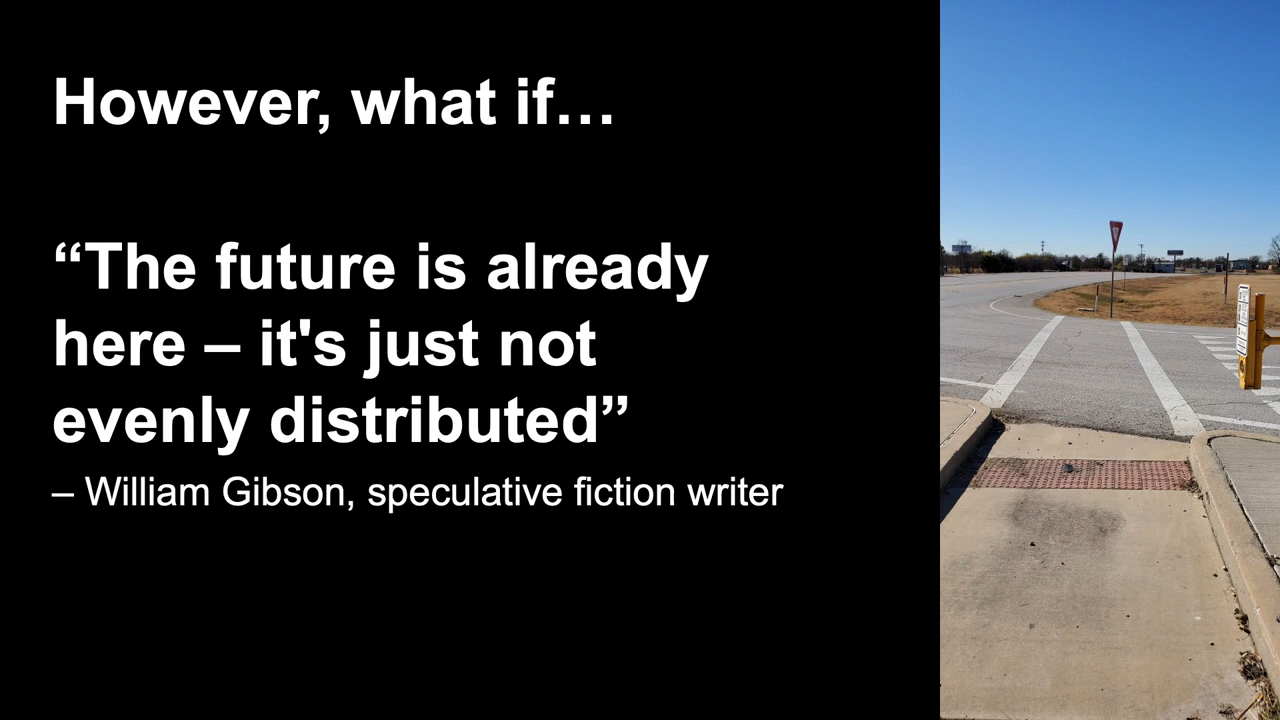 However, what if…
“The future is already
here – it's just not
evenly distributed”
– William Gibson, speculative fiction writer